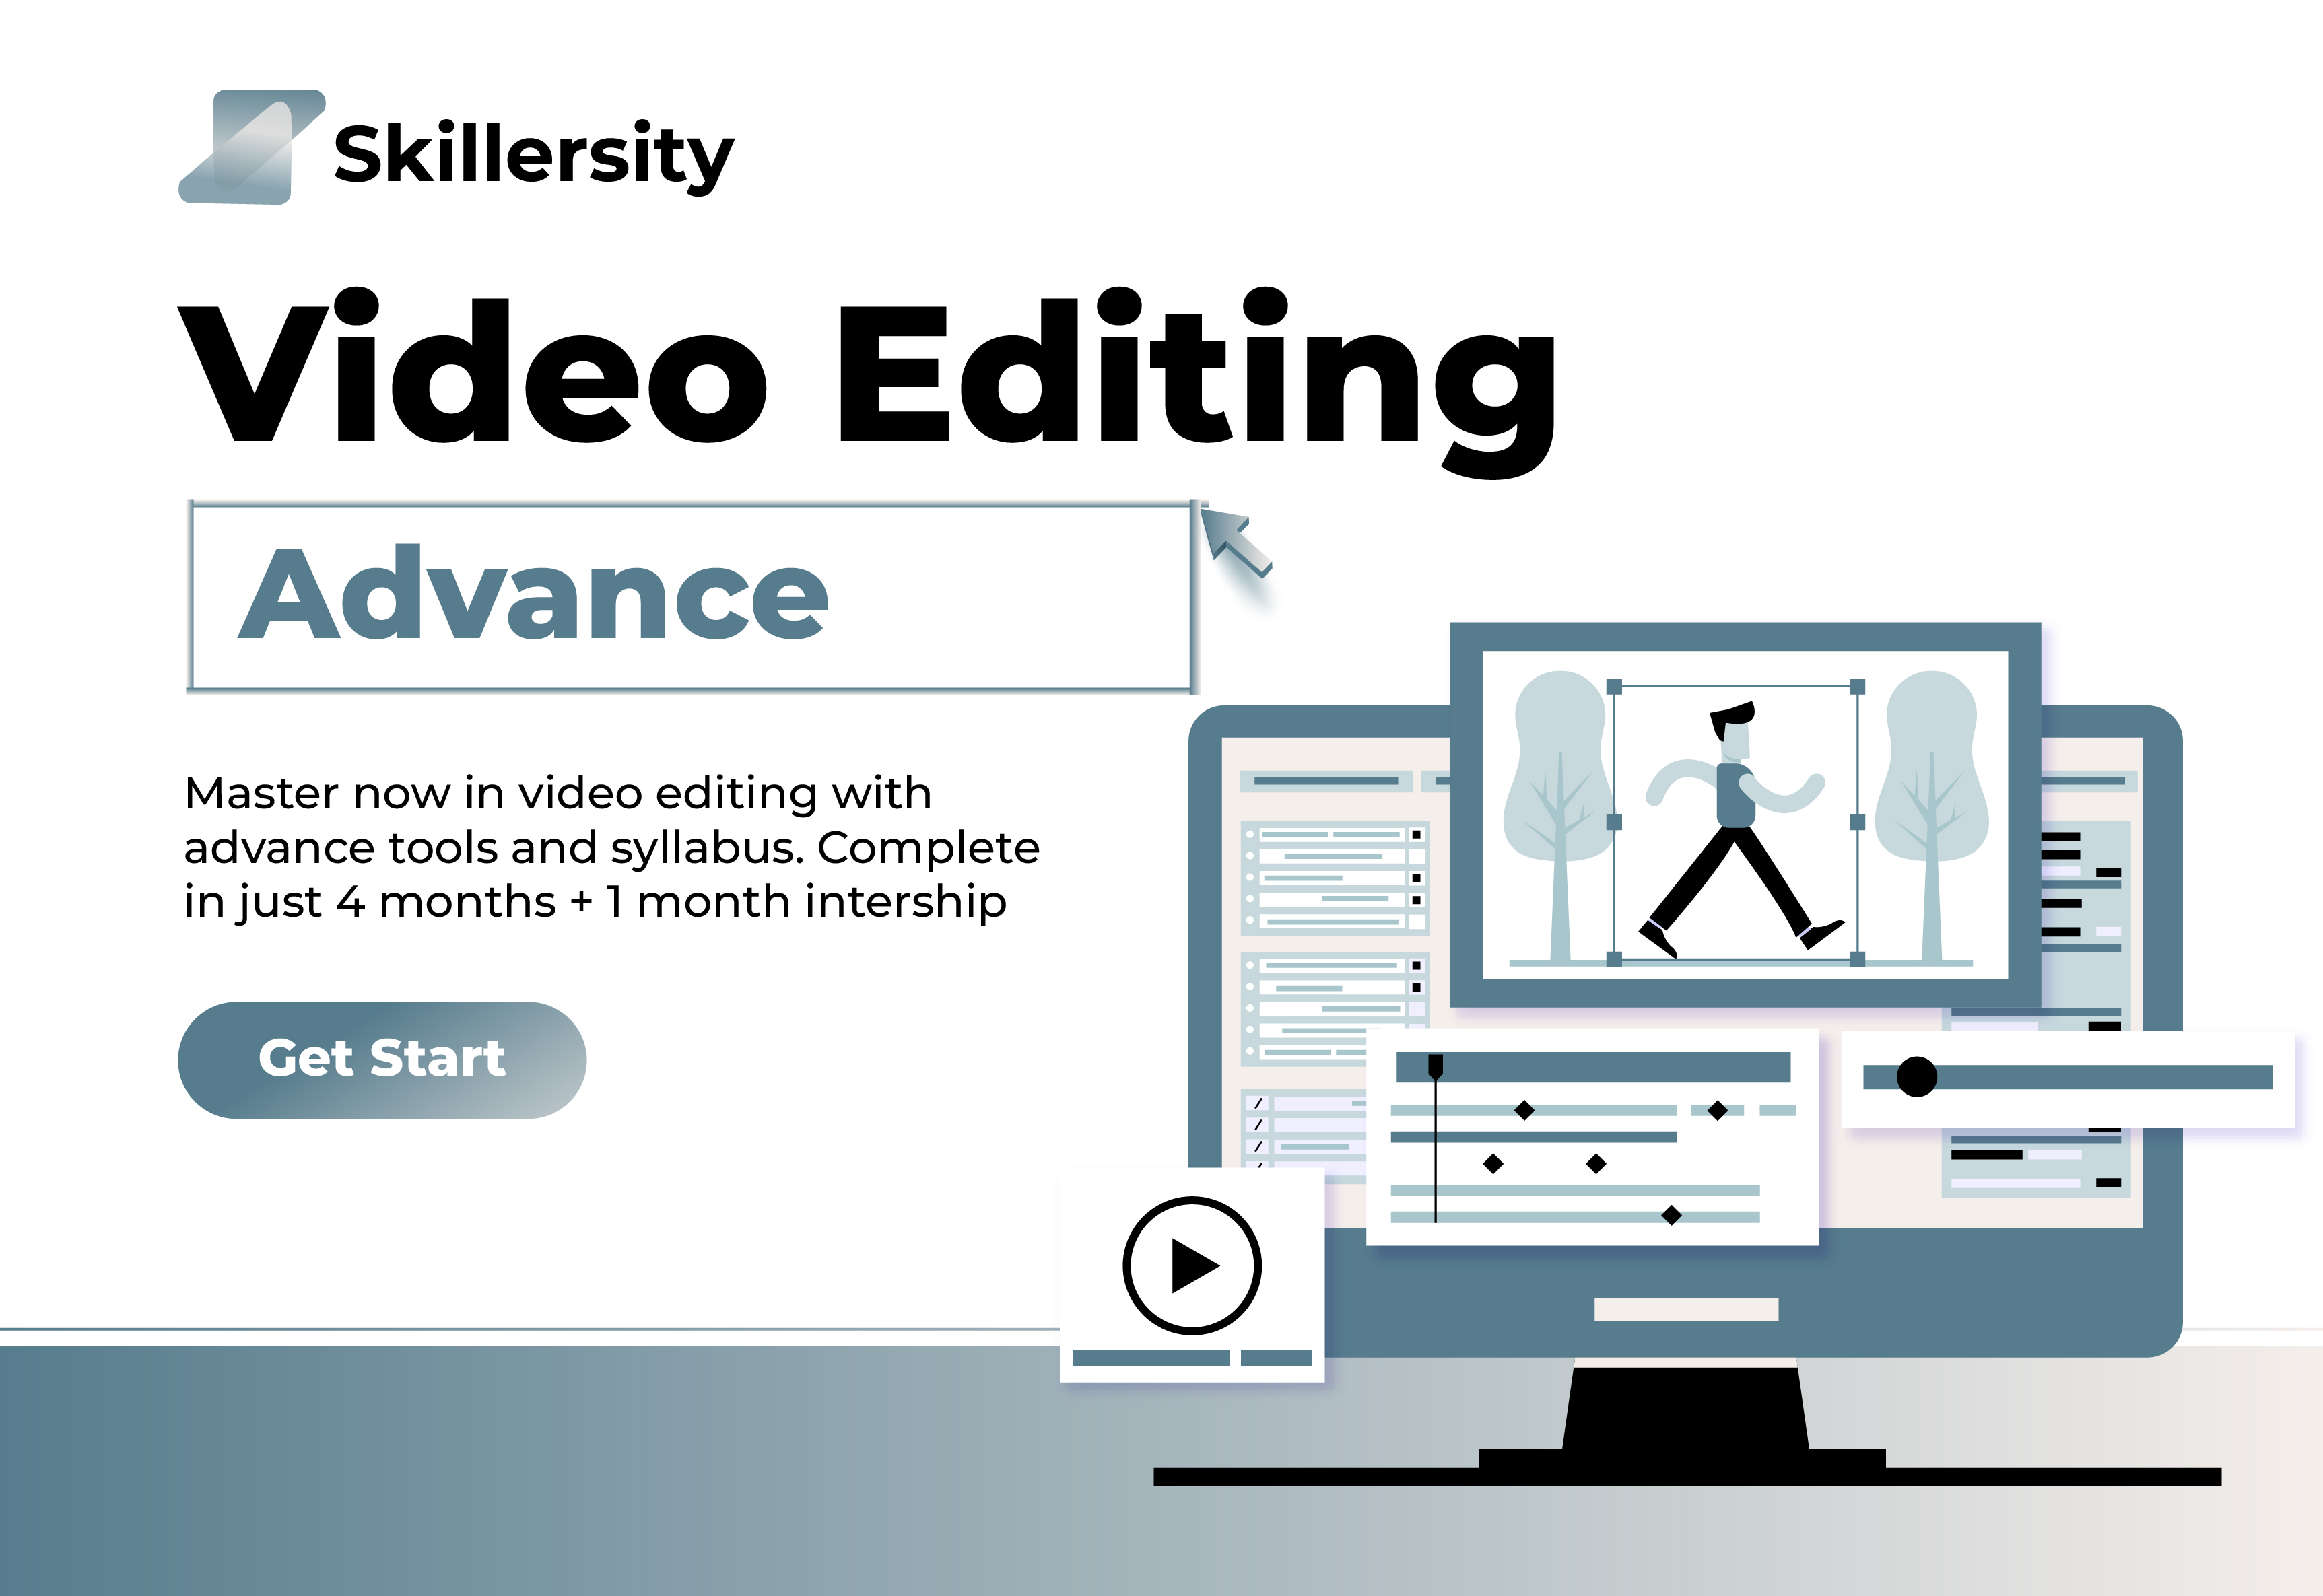 Skillersity
Video Editing
Advance
Master now in video editing with
advance tools and syllabus. Complete
in just 4 months + 1 month intership
Get Start